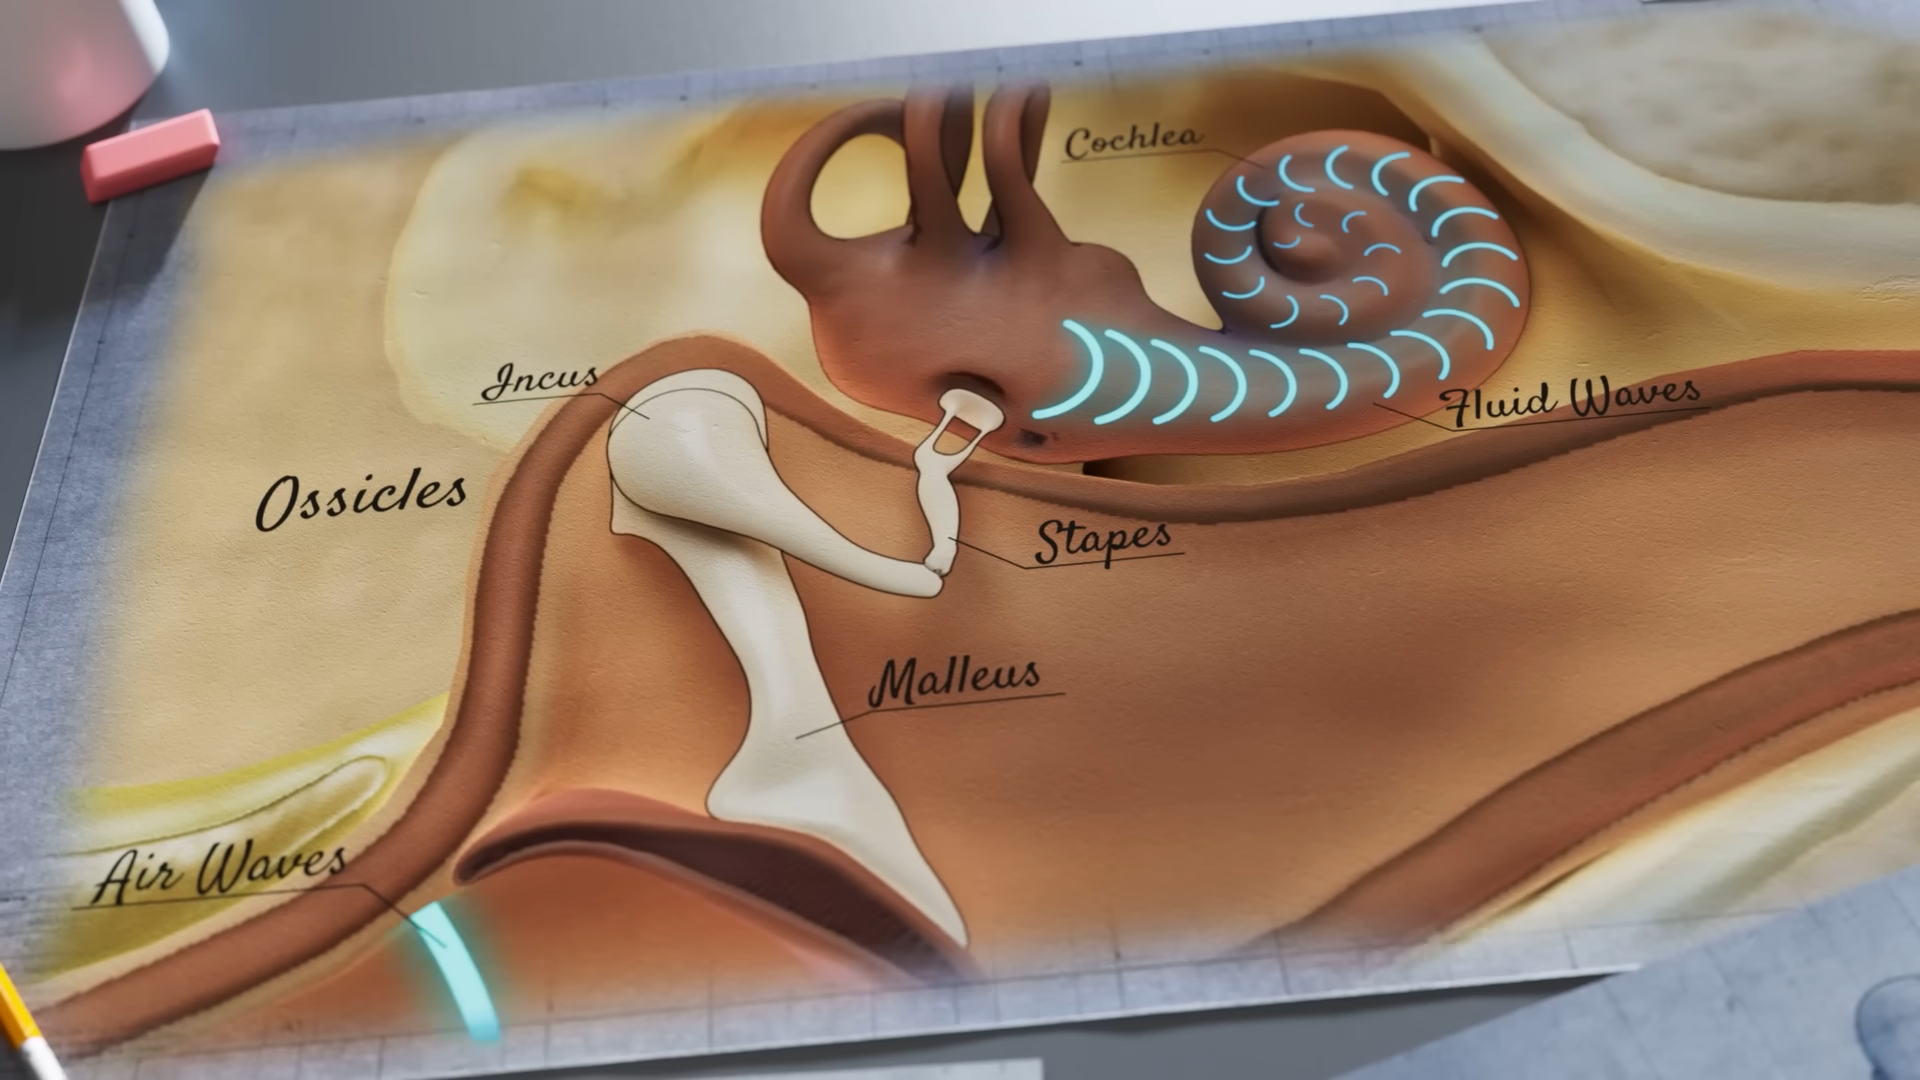 Cochlea
Incus
Fluid Waves
Ossicles
Stapes
Malleus
Air Waves